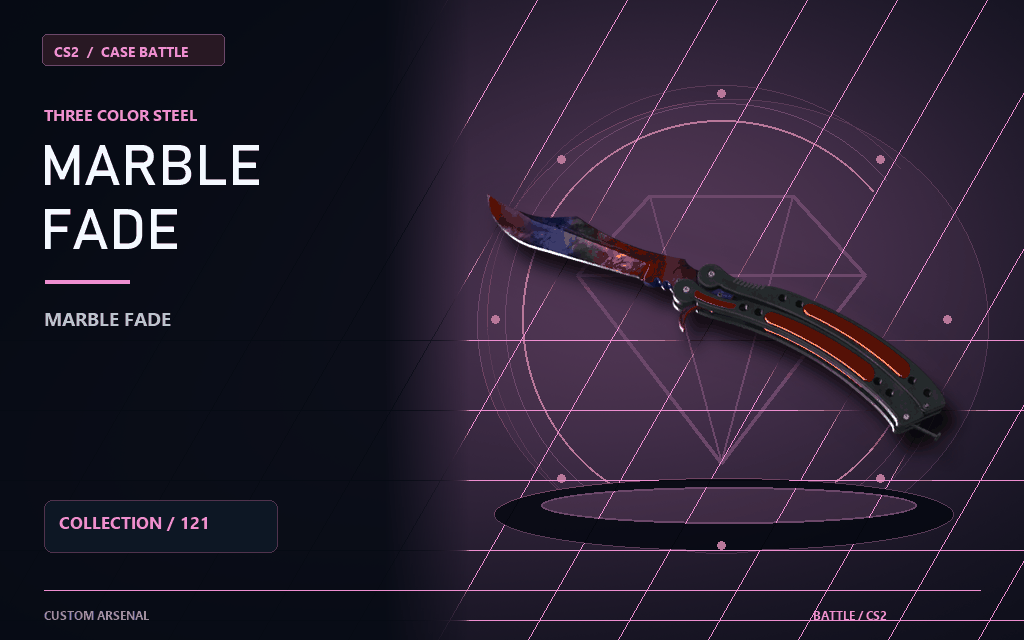 CS2 / CASE BATTLE
THREE COLOR STEEL
MARBLE
FADE
MARBLE FADE
COLLECTION / 121
CUSTOM ARSENAL
BATTLE / CS2